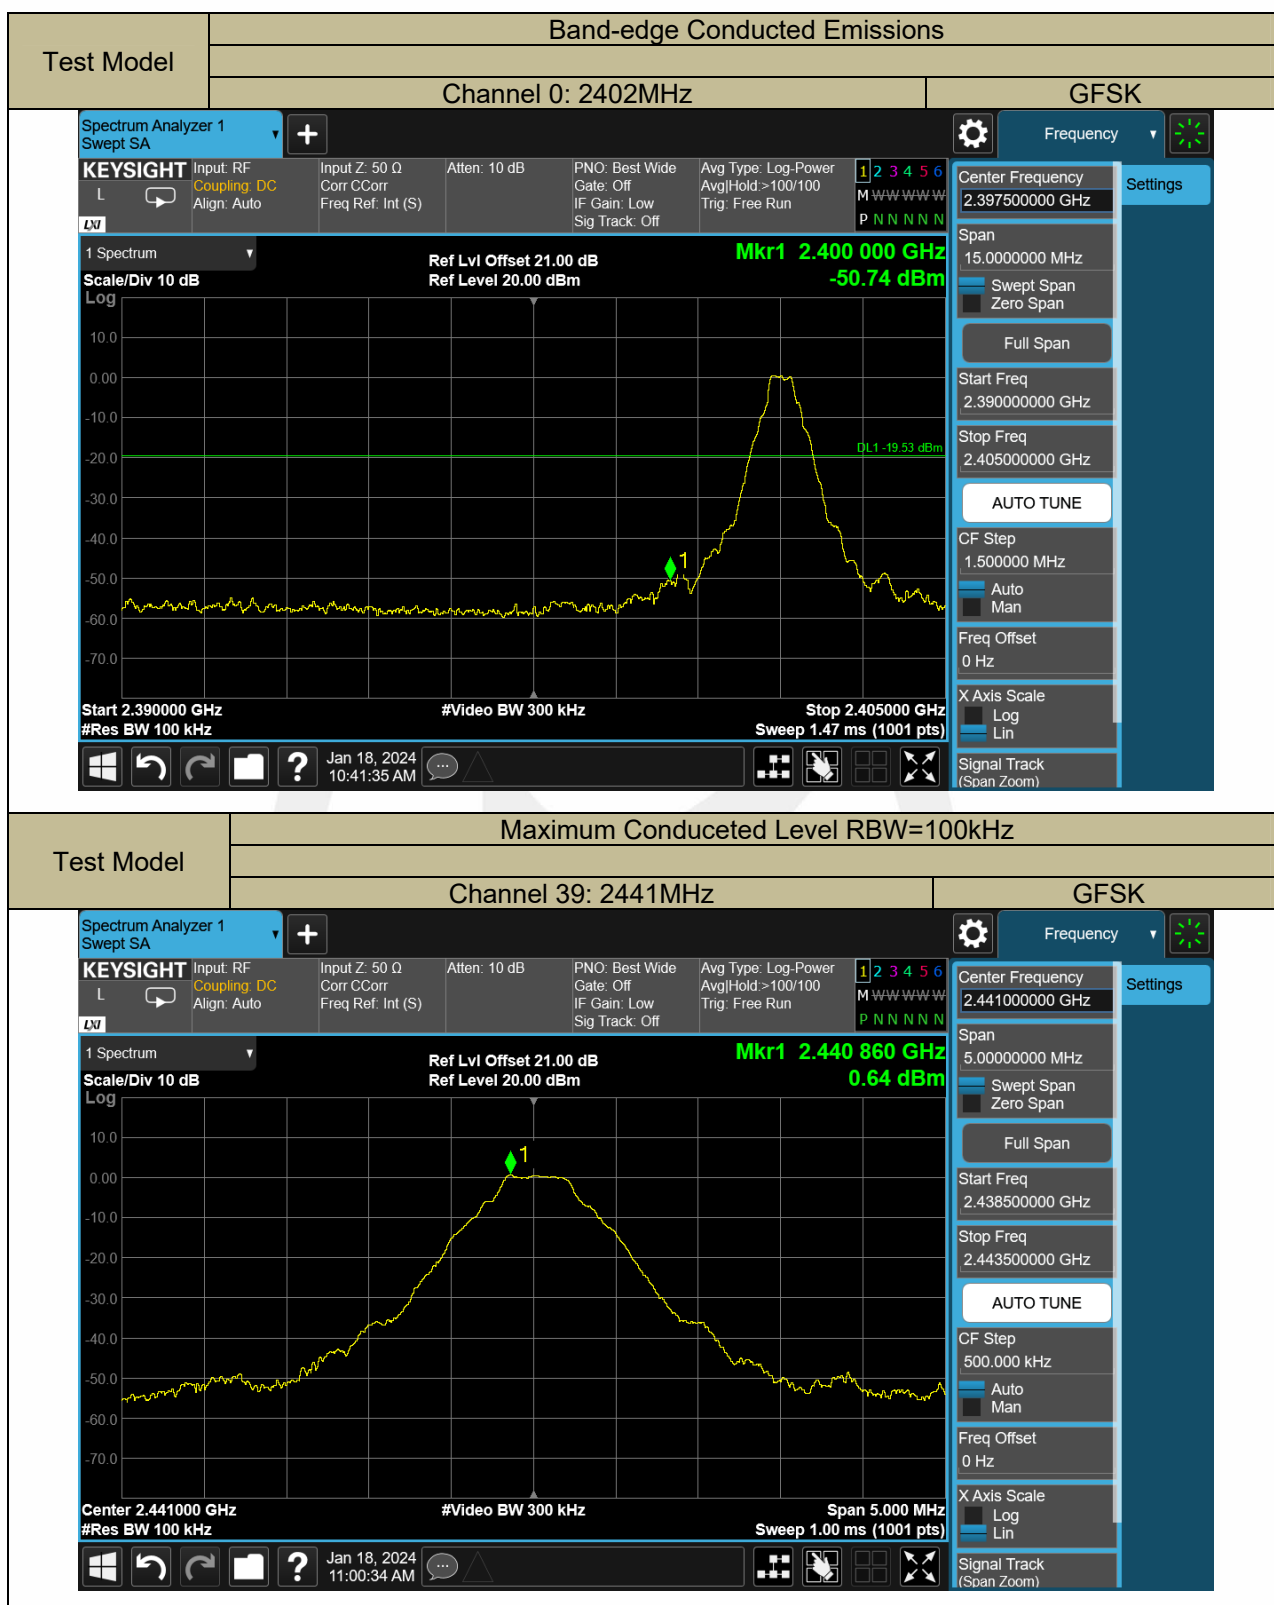 Test Model
Band-edge Conducted Emissions
Channel 0: 2402MHz
GFSK
Spectrum Analyzer 1
Swept SA
Frequency
KEYSIGHT
L
LXI
Input: RF
Coupling: DC
Align: Auto
Input Z: 50 Ω
Corr CCorr
Freq Ref: Int (S)
Atten: 10 dB
PNO: Best Wide
Gate: Off
IF Gain: Low
Sig Track: Off
Avg Type: Log-Power
Avg|Hold:>100/100
Trig: Free Run
1 2 3 4 5 6
M W W W W W
P N N N N N
1 Spectrum
Scale/Div 10 dB
Log
Ref Lvl Offset 21.00 dB
Ref Level 20.00 dBm
Mkr1 2.400 000 GHz
-50.74 dBm
10.0
0.00
-10.0
-20.0
-30.0
-40.0
-50.0
-60.0
-70.0
DL1 -19.53 dBm
1
Start 2.390000 GHz
#Res BW 100 kHz
#Video BW 300 kHz
Stop 2.405000 GHz
Sweep 1.47 ms (1001 pts)
Jan 18, 2024
10:41:35 AM
Center Frequency
2.397500000 GHz
Settings
Span
15.0000000 MHz
Swept Span
Zero Span
Full Span
Start Freq
2.390000000 GHz
Stop Freq
2.405000000 GHz
AUTO TUNE
CF Step
1.500000 MHz
Auto
Man
Freq Offset
0 Hz
X Axis Scale
Log
Lin
Signal Track
(Span Zoom)
Test Model
Maximum Conduceted Level RBW=100kHz
Channel 39: 2441MHz
GFSK
Spectrum Analyzer 1
Swept SA
Frequency
KEYSIGHT
L
LXI
Input: RF
Coupling: DC
Align: Auto
Input Z: 50 Ω
Corr CCorr
Freq Ref: Int (S)
Atten: 10 dB
PNO: Best Wide
Gate: Off
IF Gain: Low
Sig Track: Off
Avg Type: Log-Power
Avg|Hold:>100/100
Trig: Free Run
1 2 3 4 5 6
M W W W W W
P N N N N N
1 Spectrum
Scale/Div 10 dB
Log
Ref Lvl Offset 21.00 dB
Ref Level 20.00 dBm
Mkr1 2.440 860 GHz
0.64 dBm
10.0
0.00
-10.0
-20.0
-30.0
-40.0
-50.0
-60.0
-70.0
1
Center 2.441000 GHz
#Res BW 100 kHz
#Video BW 300 kHz
Span 5.000 MHz
Sweep 1.00 ms (1001 pts)
Jan 18, 2024
11:00:34 AM
Center Frequency
2.441000000 GHz
Settings
Span
5.00000000 MHz
Swept Span
Zero Span
Full Span
Start Freq
2.438500000 GHz
Stop Freq
2.443500000 GHz
AUTO TUNE
CF Step
500.000 kHz
Auto
Man
Freq Offset
0 Hz
X Axis Scale
Log
Lin
Signal Track
(Span Zoom)